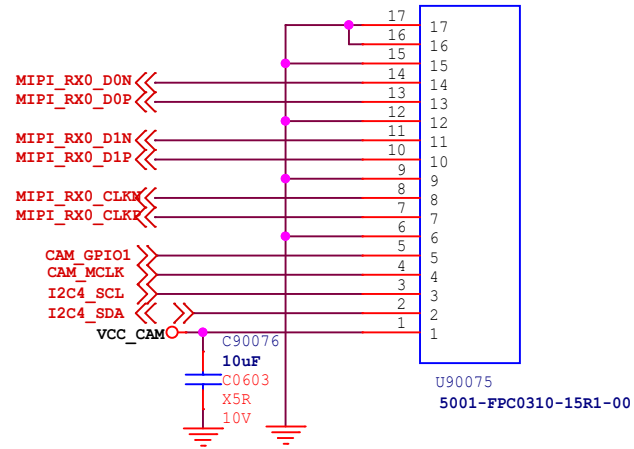 17 17
16 16
15 15
MIPI_RX0_D0N 14 14
MIPI_RX0_D0P 13 13
12 12
MIPI_RX0_D1N 11 11
MIPI_RX0_D1P 10 10
9 9
MIPI_RX0_CLKN 8 8
MIPI_RX0_CLKP 7 7
6 6
CAM_GPIO1 5 5
CAM_MCLK 4 4
I2C4_SCL 3 3
I2C4_SDA 2 2
VCC_CAM 1 1
C90076
10uF
C0603
X5R
10V
U90075
5001-FPC0310-15R1-00